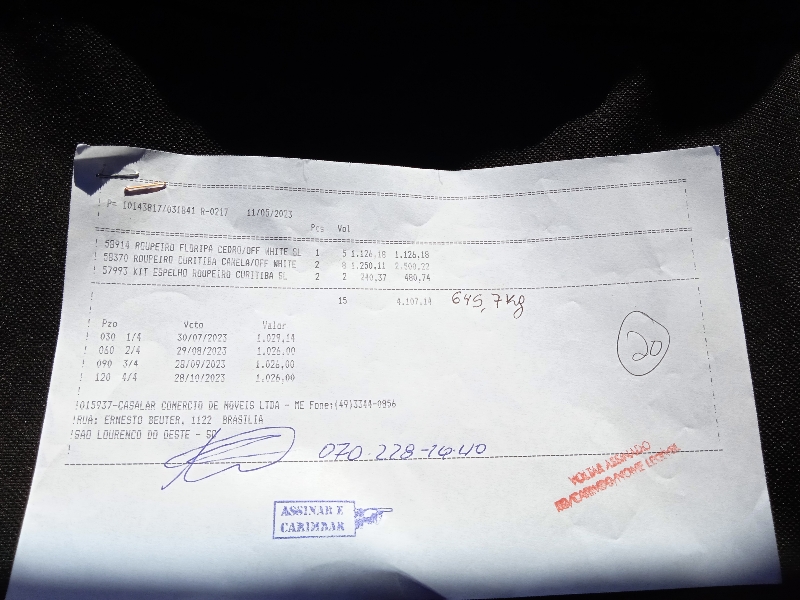 ! P= 10143817/031841 R-0217 11/05/2023
Pcs Vol
! 58914 ROUPEIRO FLORIPA CEDRO/OFF WHITE GL 1 5 1.126,18 1.126,18
! 58370 ROUPEIRO CURITIBA CANELA/OFF WHITE 2 8 1.250,11 2.500,22
! 57993 KIT ESPELHO ROUPEIRO CURITIBA GL 2 2 240,37 480,74
15 4.107,14 645,7kg
! Pzo Vcto Valor
! 030 1/4 30/07/2023 1.029,14
! 060 2/4 29/08/2023 1.026,00
! 090 3/4 28/09/2023 1.026,00
! 120 4/4 28/10/2023 1.026,00
20
!015937-CASALAR COMERCIO DE MOVEIS LTDA - ME Fone:(49)3344-0856
!RUA: ERNESTO BEUTER, 1122 BRASILIA
!SAO LOURENCO DO OESTE - SC
070.228-16.40
VOLTAR ASSINADO
ASSINAR E
CARIMBAR